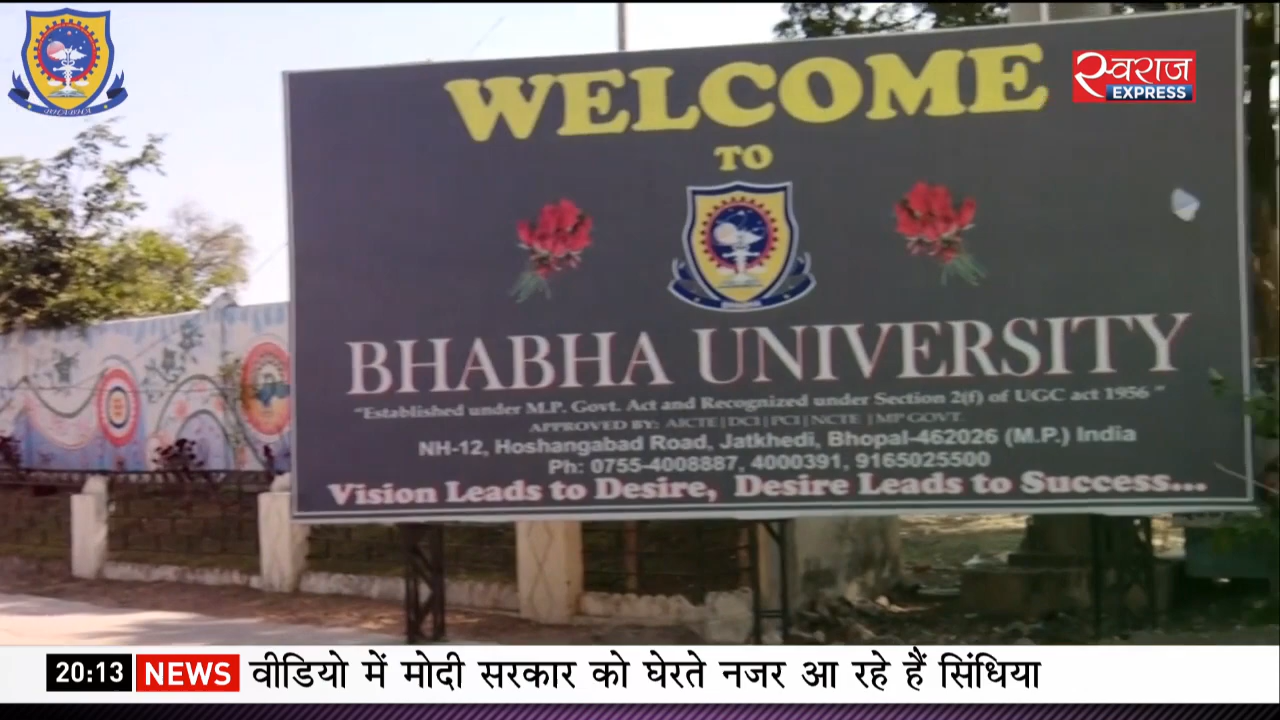 BHABHA
स्वराज
EXPRESS
WELCOME
TO
BHABHA UNIVERSITY
"Established under M.P. Govt. Act and Recognized under Section 2(f) of UGC act 1956"
APPROVED BY: AICTE | DCI | PCI | NCTE | MP GOVT
NH-12, Hoshangabad Road, Jatkhedi, Bhopal-462026 (M.P.) India
Ph: 0755-4008887, 4000391, 9165025500
Vision Leads to Desire, Desire Leads to Success...
20:13 NEWS वीडियो में मोदी सरकार को घेरते नजर आ रहे हैं सिंधिया